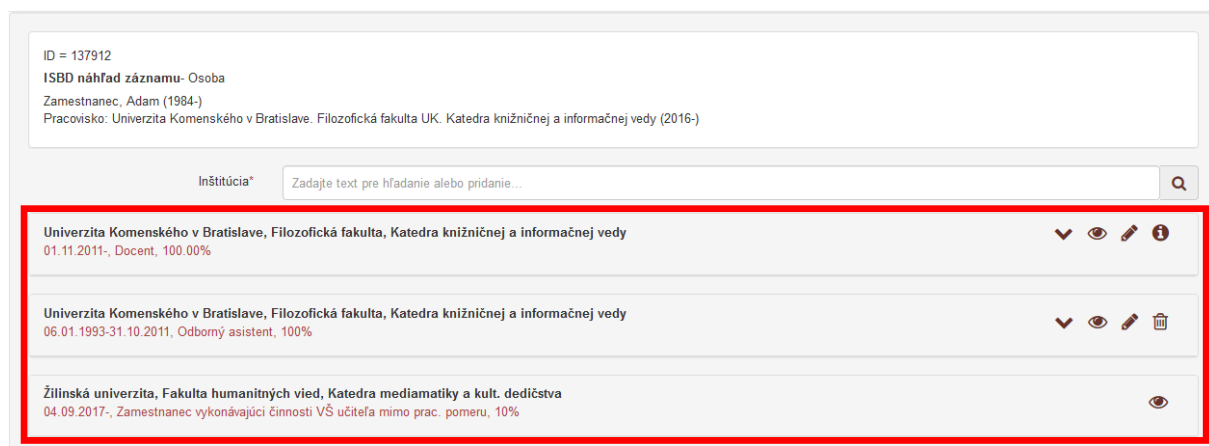 ID = 137912
ISBD náhľad záznamu- Osoba
Zamestnanec, Adam (1984-)
Pracovisko: Univerzita Komenského v Bratislave. Filozofická fakulta UK. Katedra knižničnej a informačnej vedy (2016-)
Inštitúcia*
Zadajte text pre hľadanie alebo pridanie...
Univerzita Komenského v Bratislave, Filozofická fakulta, Katedra knižničnej a informačnej vedy
01.11.2011-, Docent, 100.00%
Univerzita Komenského v Bratislave, Filozofická fakulta, Katedra knižničnej a informačnej vedy
06.01.1993-31.10.2011, Odborný asistent, 100%
Žilinská univerzita, Fakulta humanitných vied, Katedra mediamatiky a kult. dedičstva
04.09.2017-, Zamestnanec vykonávajúci činnosti VŠ učiteľa mimo prac. pomeru, 10%